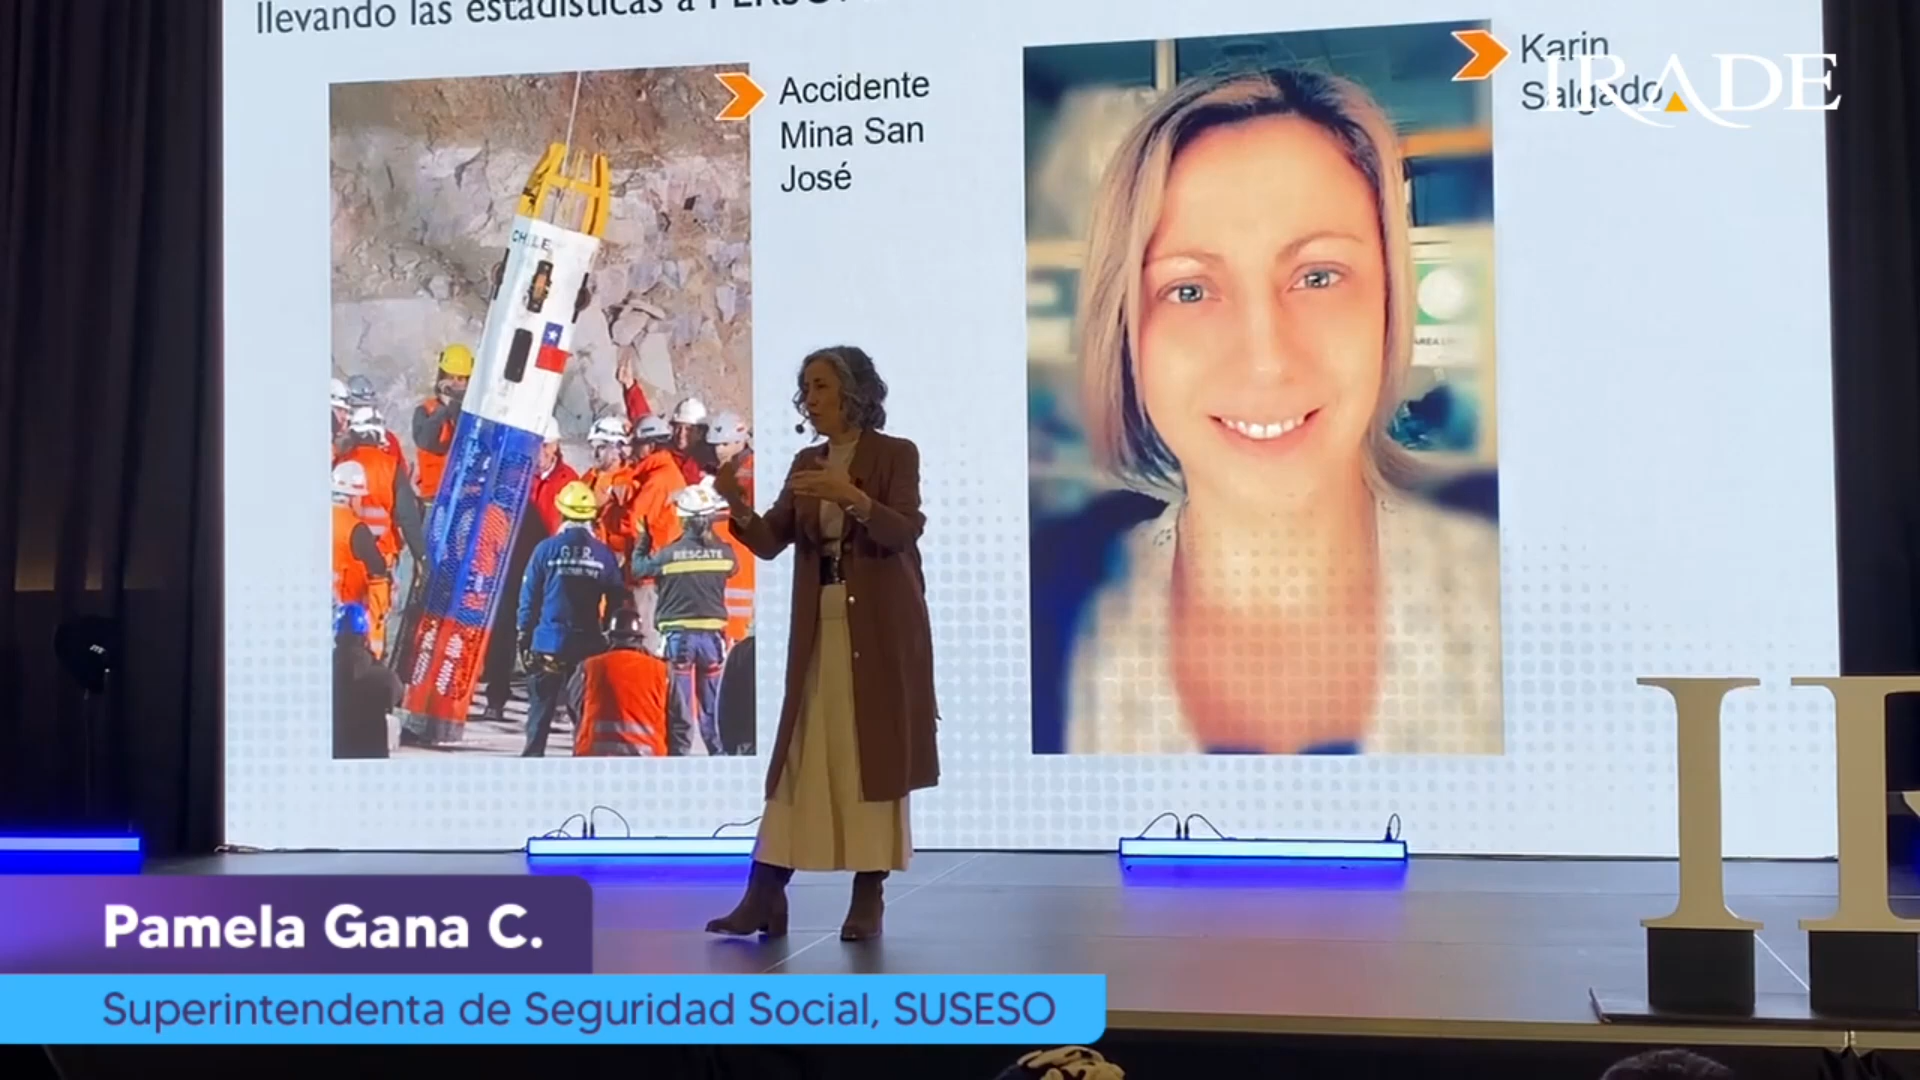 llevando las estadísticas a
Accidente
Mina San
José
Karin
Salgado
IRADE
CHILE
RESCATE
Pamela Gana C.
Superintendenta de Seguridad Social, SUSESO